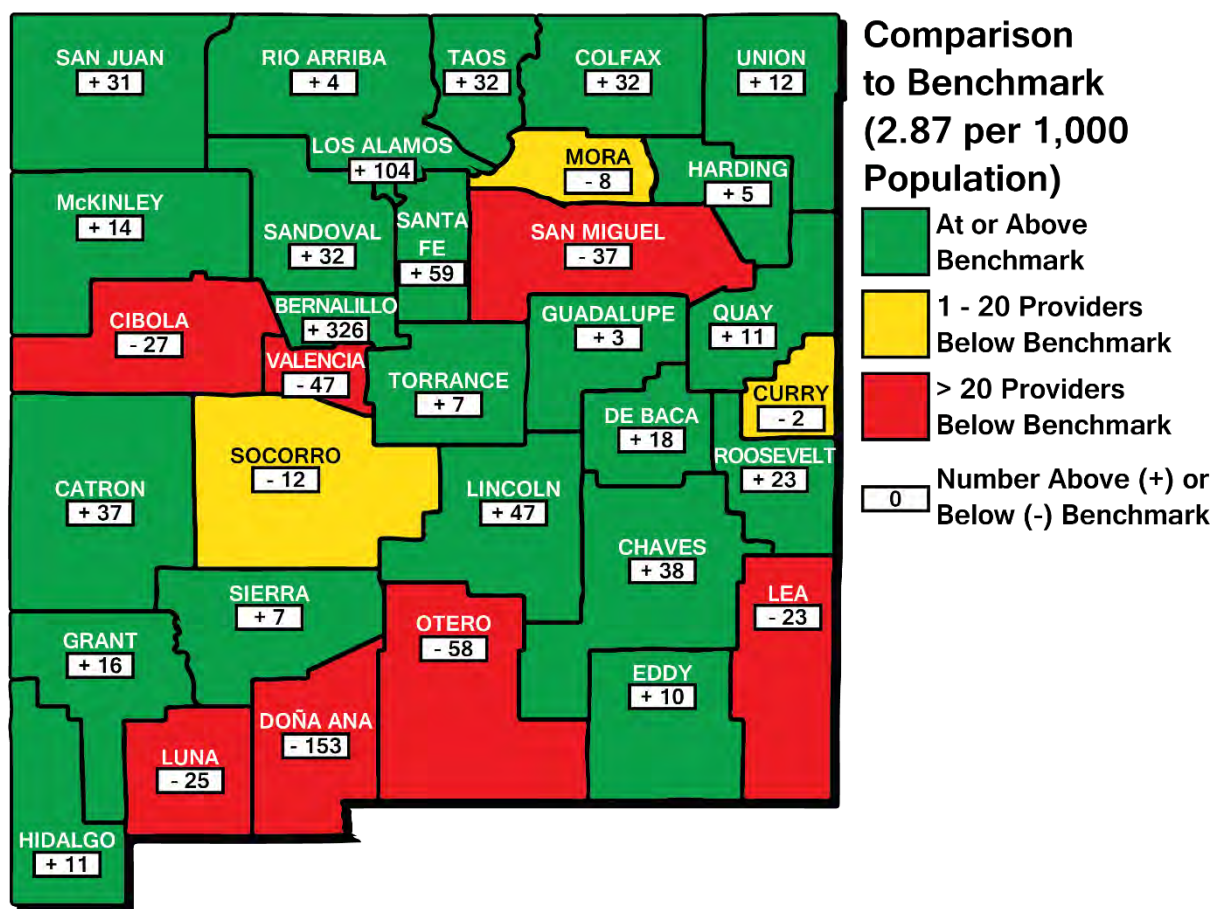 SAN JUAN
+ 31
RIO ARRIBA
+ 4
TAOS
+ 32
COLFAX
+ 32
UNION
+ 12
LOS ALAMOS
+ 104
MORA
- 8
HARDING
+ 5
McKINLEY
+ 14
SANDOVAL
+ 32
SANTA
FE
+ 59
SAN MIGUEL
- 37
CIBOLA
- 27
BERNALILLO
+ 326
GUADALUPE
+ 3
QUAY
+ 11
VALENCIA
- 47
TORRANCE
+ 7
CURRY
- 2
DE BACA
+ 18
SOCORRO
- 12
ROOSEVELT
+ 23
CATRON
+ 37
LINCOLN
+ 47
CHAVES
+ 38
SIERRA
+ 7
OTERO
- 58
LEA
- 23
GRANT
+ 16
EDDY
+ 10
DOÑA ANA
- 153
LUNA
- 25
HIDALGO
+ 11
Comparison
to Benchmark
(2.87 per 1,000
Population)
At or Above
Benchmark
1 - 20 Providers
Below Benchmark
> 20 Providers
Below Benchmark
0
Number Above (+) or
Below (-) Benchmark